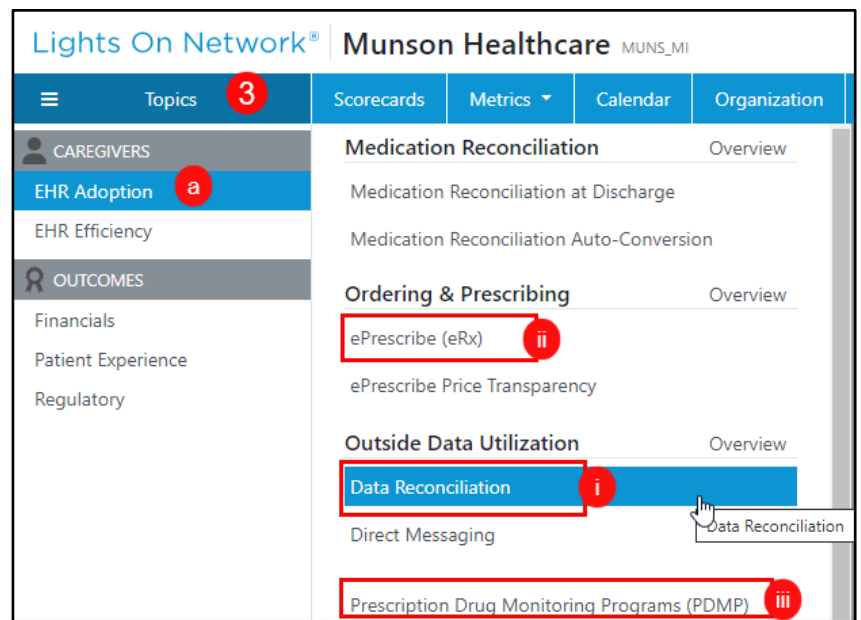 Lights On Network® Munson Healthcare MUNS_MI
Topics 3 Scorecards Metrics Calendar Organization
CAREGIVERS
EHR Adoption a
EHR Efficiency
OUTCOMES
Financials
Patient Experience
Regulatory
Medication Reconciliation Overview
Medication Reconciliation at Discharge
Medication Reconciliation Auto-Conversion
Ordering & Prescribing Overview
ePrescribe (eRx) ii
ePrescribe Price Transparency
Outside Data Utilization Overview
Data Reconciliation i
Data Reconciliation
Direct Messaging
Prescription Drug Monitoring Programs (PDMP) iii